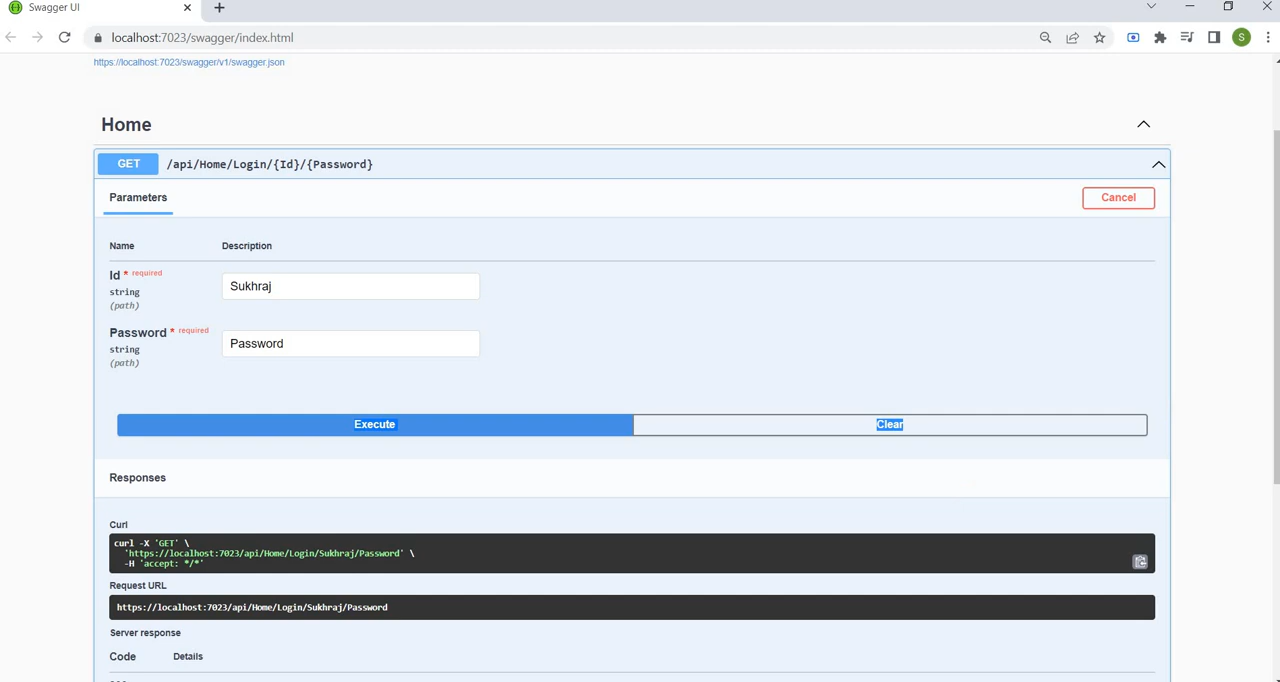 Swagger UI
localhost:7023/swagger/index.html
S
https://localhost:7023/swagger/v1/swagger.json
Home
GET /api/Home/Login/{Id}/{Password}
Parameters
Cancel
Name Description
Id * required
string
(path)
Sukhraj
Password * required
string
(path)
Password
Execute Clear
Responses
Curl
curl -X 'GET' \
'https://localhost:7023/api/Home/Login/Sukhraj/Password' \
-H 'accept: */*'
Request URL
https://localhost:7023/api/Home/Login/Sukhraj/Password
Server response
Code Details